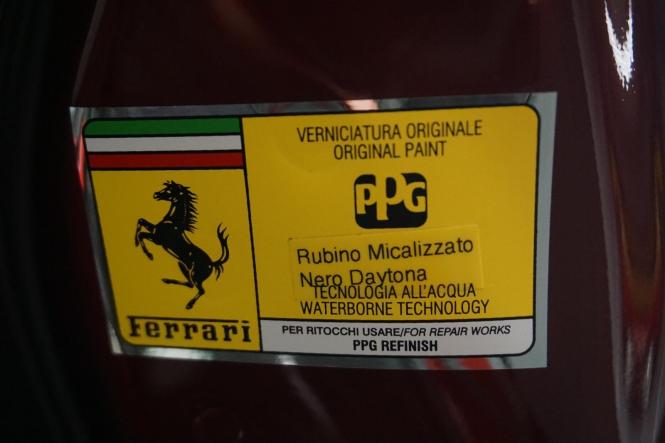 VERNICIATURA ORIGINALE
ORIGINAL PAINT
PPG
Rubino Micalizzato
Nero Daytona
TECNOLOGIA ALL'ACQUA
WATERBORNE TECHNOLOGY
Ferrari
PER RITOCCHI USARE/FOR REPAIR WORKS
PPG REFINISH